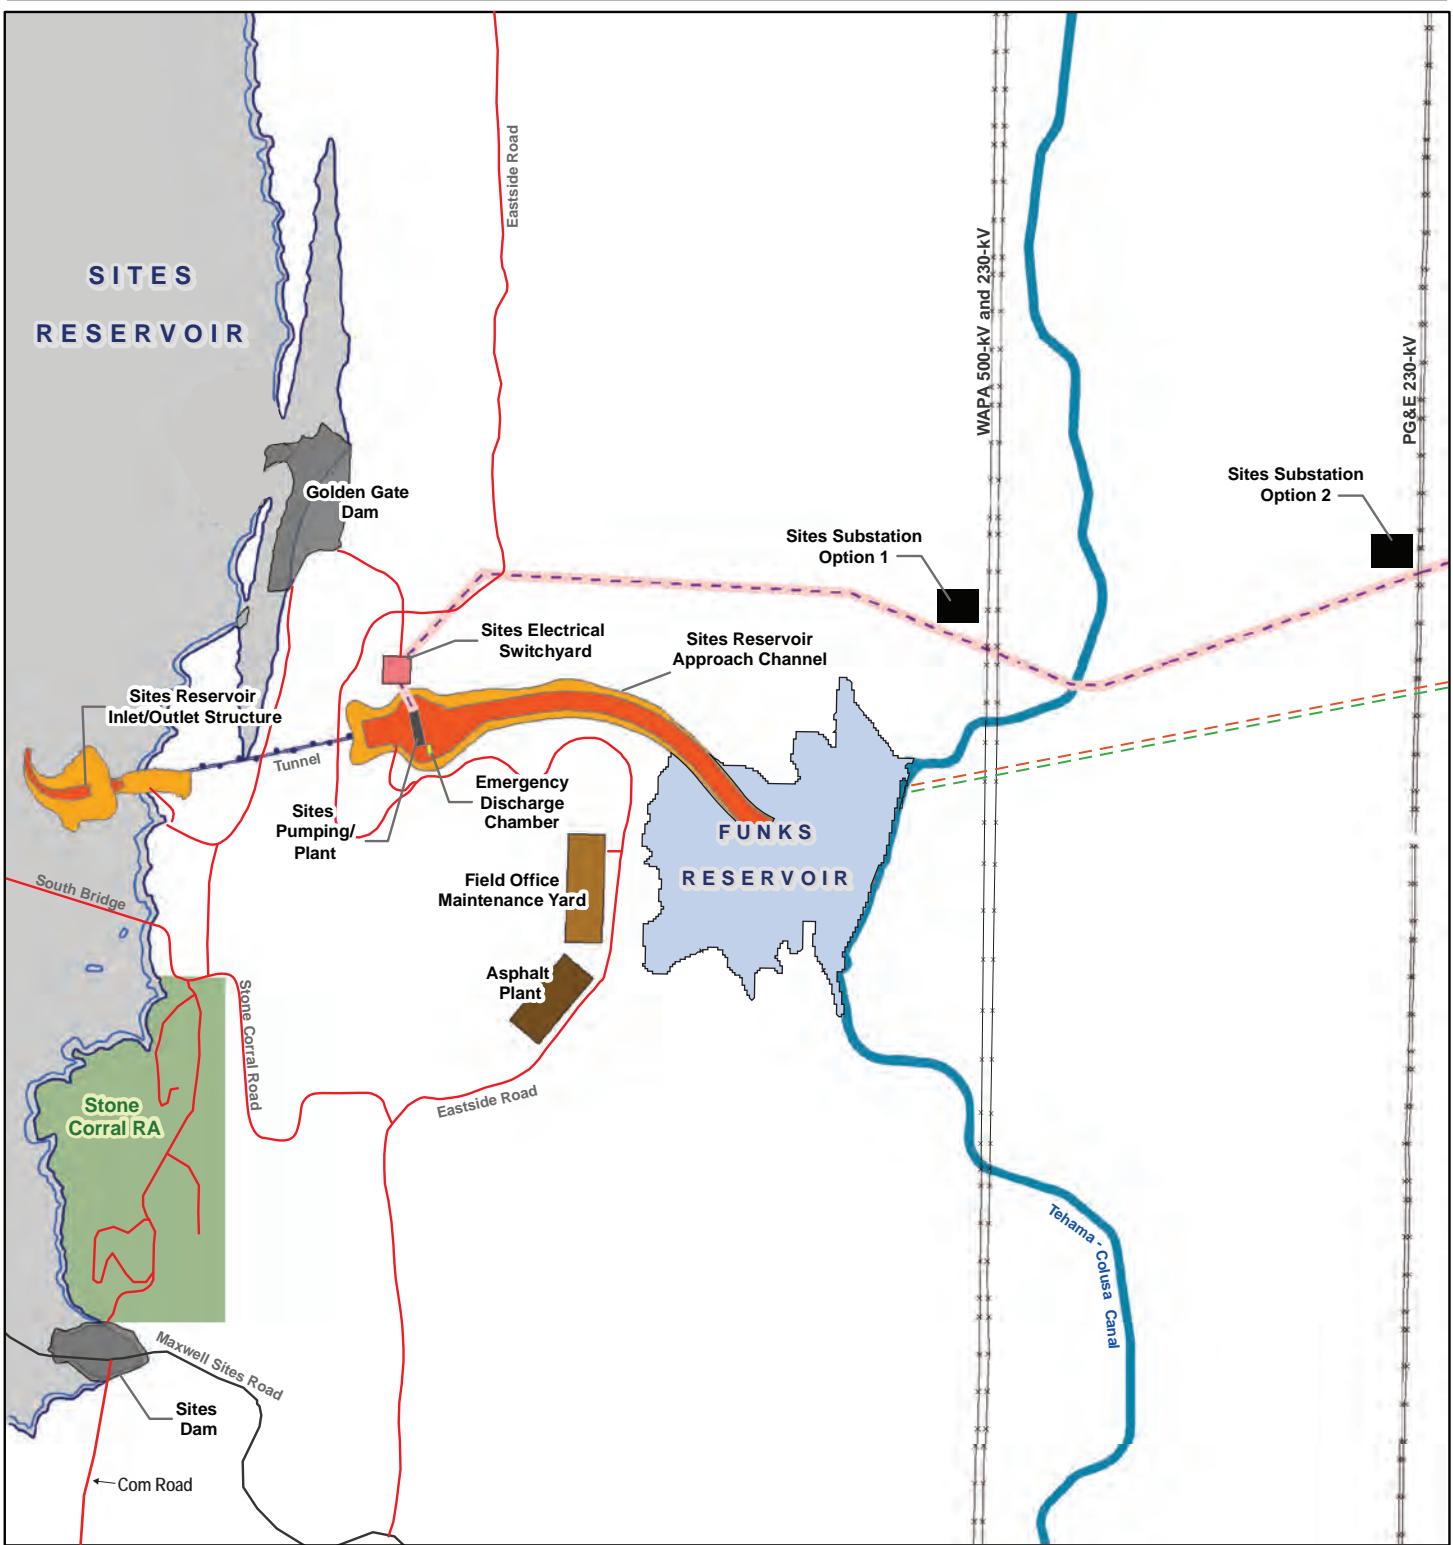 Eastside Road
SITES
RESERVOIR
WAPA 500-kV and 230-kV
PG&E 230-kV
Golden Gate
Dam
Sites Substation
Option 2
Sites Substation
Option 1
Sites Electrical
Switchyard
Sites Reservoir
Approach Channel
Sites Reservoir
Inlet/Outlet Structure
Tunnel
Emergency
Discharge
Chamber
Sites
Pumping/
Plant
FUNKS
RESERVOIR
South Bridge
Field Office
Maintenance Yard
Asphalt
Plant
Stone Corral Road
Eastside Road
Stone
Corral RA
Tehama - Colusa Canal
Maxwell Sites Road
Sites
Dam
Com Road